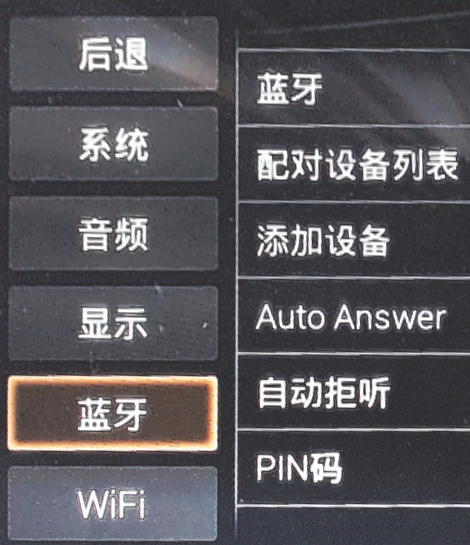 后退
系统
音频
显示
蓝牙
WiFi
蓝牙
配对设备列表
添加设备
Auto Answer
自动拒听
PIN码